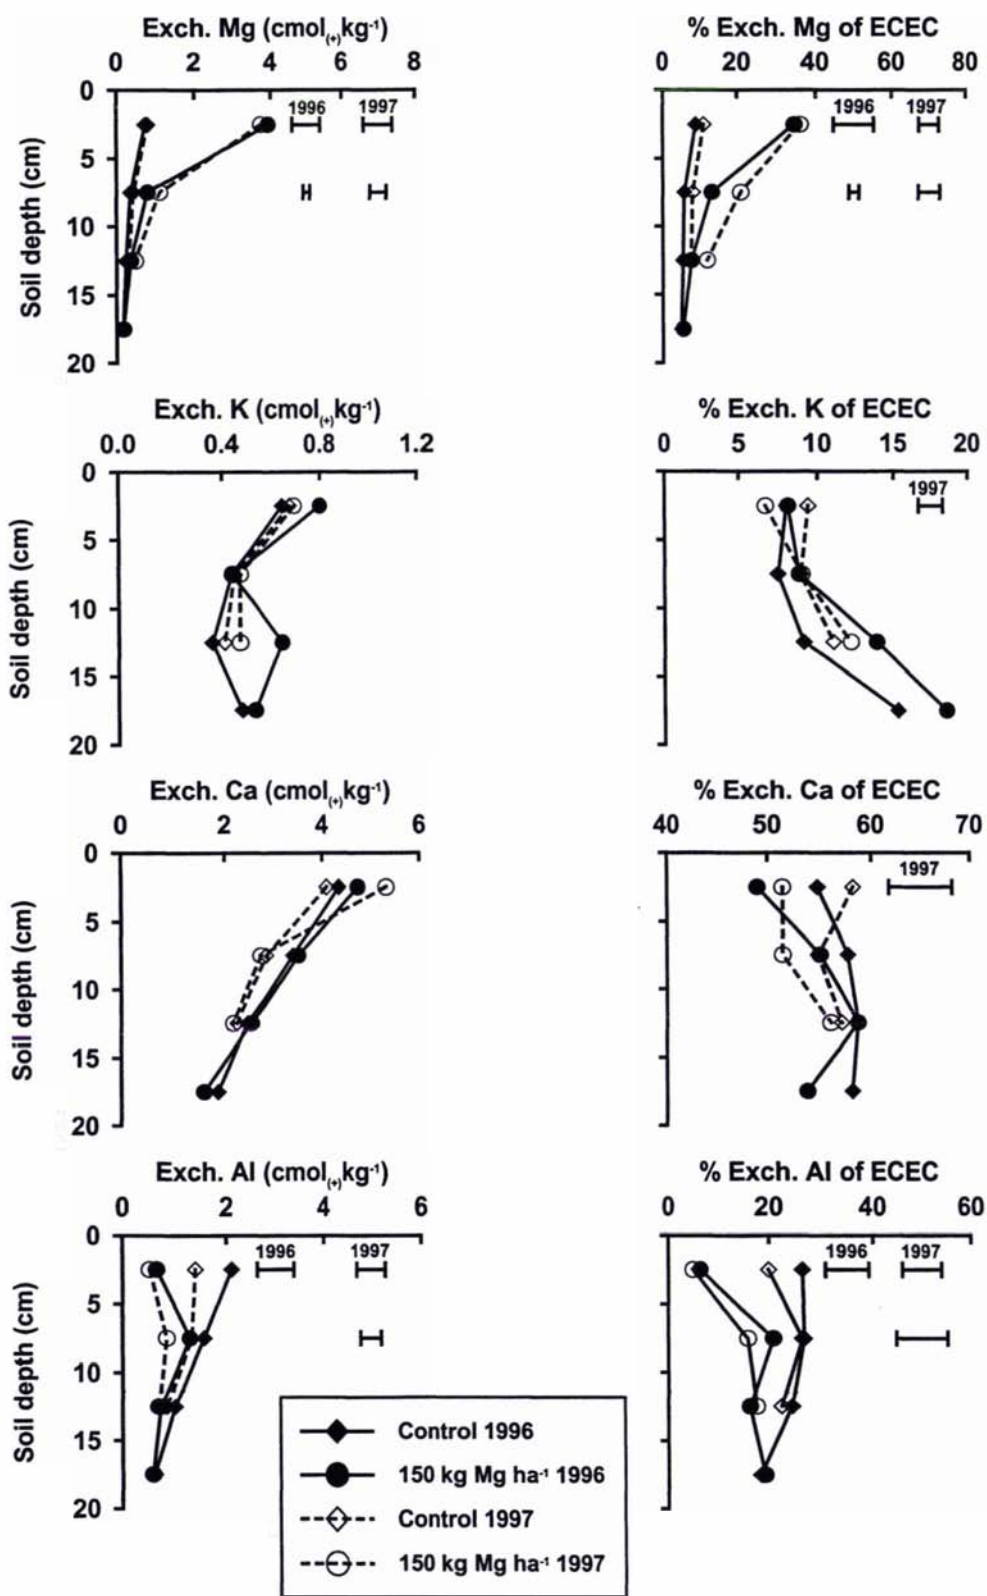 Exch. Mg (cmol(+)kg-1)
0 2 4 6 8
0
5
10
15
20
Soil depth (cm)
1996 1997
% Exch. Mg of ECEC
0 20 40 60 80
1996 1997
Exch. K (cmol(+)kg-1)
0.0 0.4 0.8 1.2
0
5
10
15
20
Soil depth (cm)
% Exch. K of ECEC
0 5 10 15 20
1997
Exch. Ca (cmol(+)kg-1)
0 2 4 6
0
5
10
15
20
Soil depth (cm)
% Exch. Ca of ECEC
40 50 60 70
1997
Exch. Al (cmol(+)kg-1)
0 2 4 6
0
5
10
15
20
Soil depth (cm)
1996 1997
% Exch. Al of ECEC
0 20 40 60
1996 1997
Control 1996
150 kg Mg ha-1 1996
Control 1997
150 kg Mg ha-1 1997